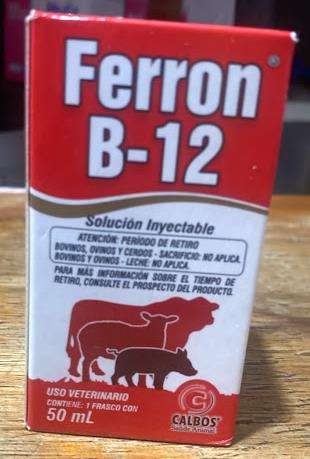 Ferron®
B-12
Solución Inyectable
ATENCIÓN: PERÍODO DE RETIRO
BOVINOS, OVINOS Y CERDOS - SACRIFICIO: NO APLICA.
BOVINOS Y OVINOS - LECHE: NO APLICA.
PARA MÁS INFORMACIÓN SOBRE EL TIEMPO DE
RETIRO, CONSULTE EL PROSPECTO DEL PRODUCTO.
USO VETERINARIO
CONTIENE: 1 FRASCO CON
50 mL
C
CALBOS®
Salud Animal